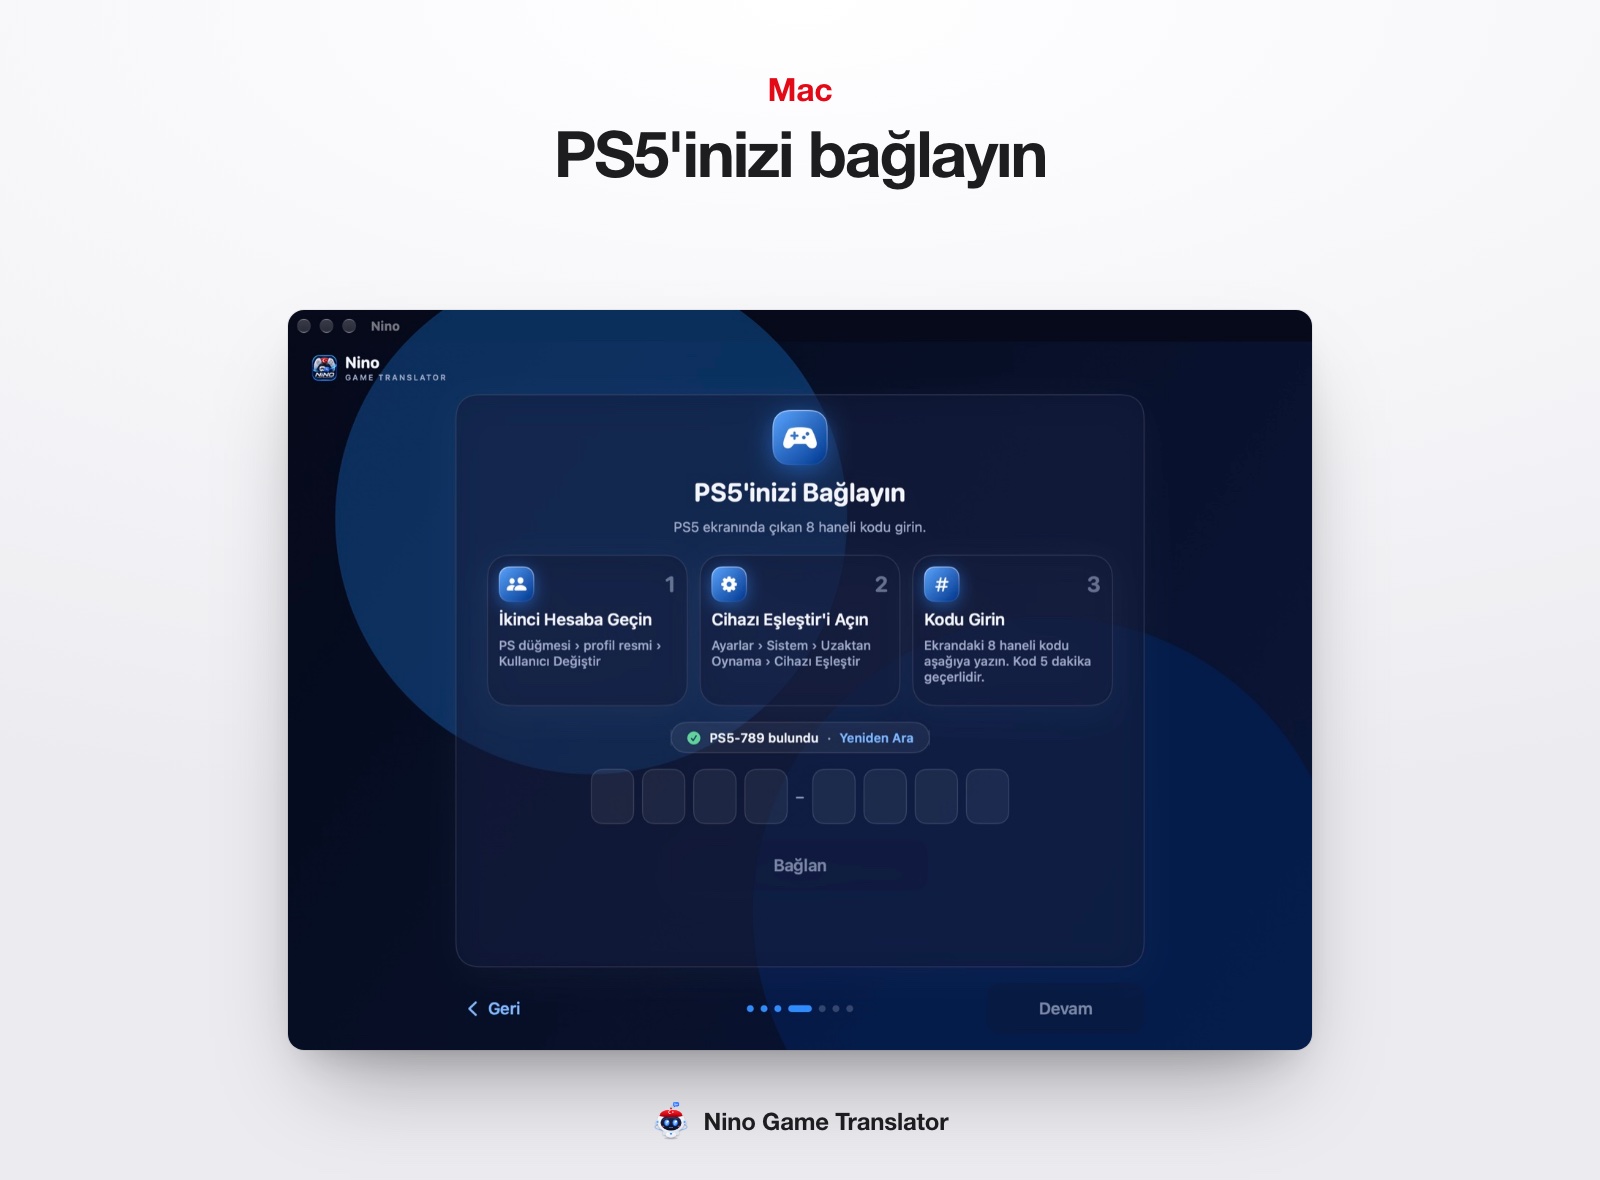 Mac
PS5'inizi bağlayın
Nino
Nino
GAME TRANSLATOR
PS5'inizi Bağlayın
PS5 ekranında çıkan 8 haneli kodu girin.
1
İkinci Hesaba Geçin
PS düğmesi › profil resmi ›
Kullanıcı Değiştir
2
Cihazı Eşleştir'i Açın
Ayarlar › Sistem › Uzaktan
Oynama › Cihazı Eşleştir
#
3
Kodu Girin
Ekrandaki 8 haneli kodu
aşağıya yazın. Kod 5 dakika
geçerlidir.
PS5-789 bulundu · Yeniden Ara
–
Bağlan
Geri
Devam
Nino Game Translator